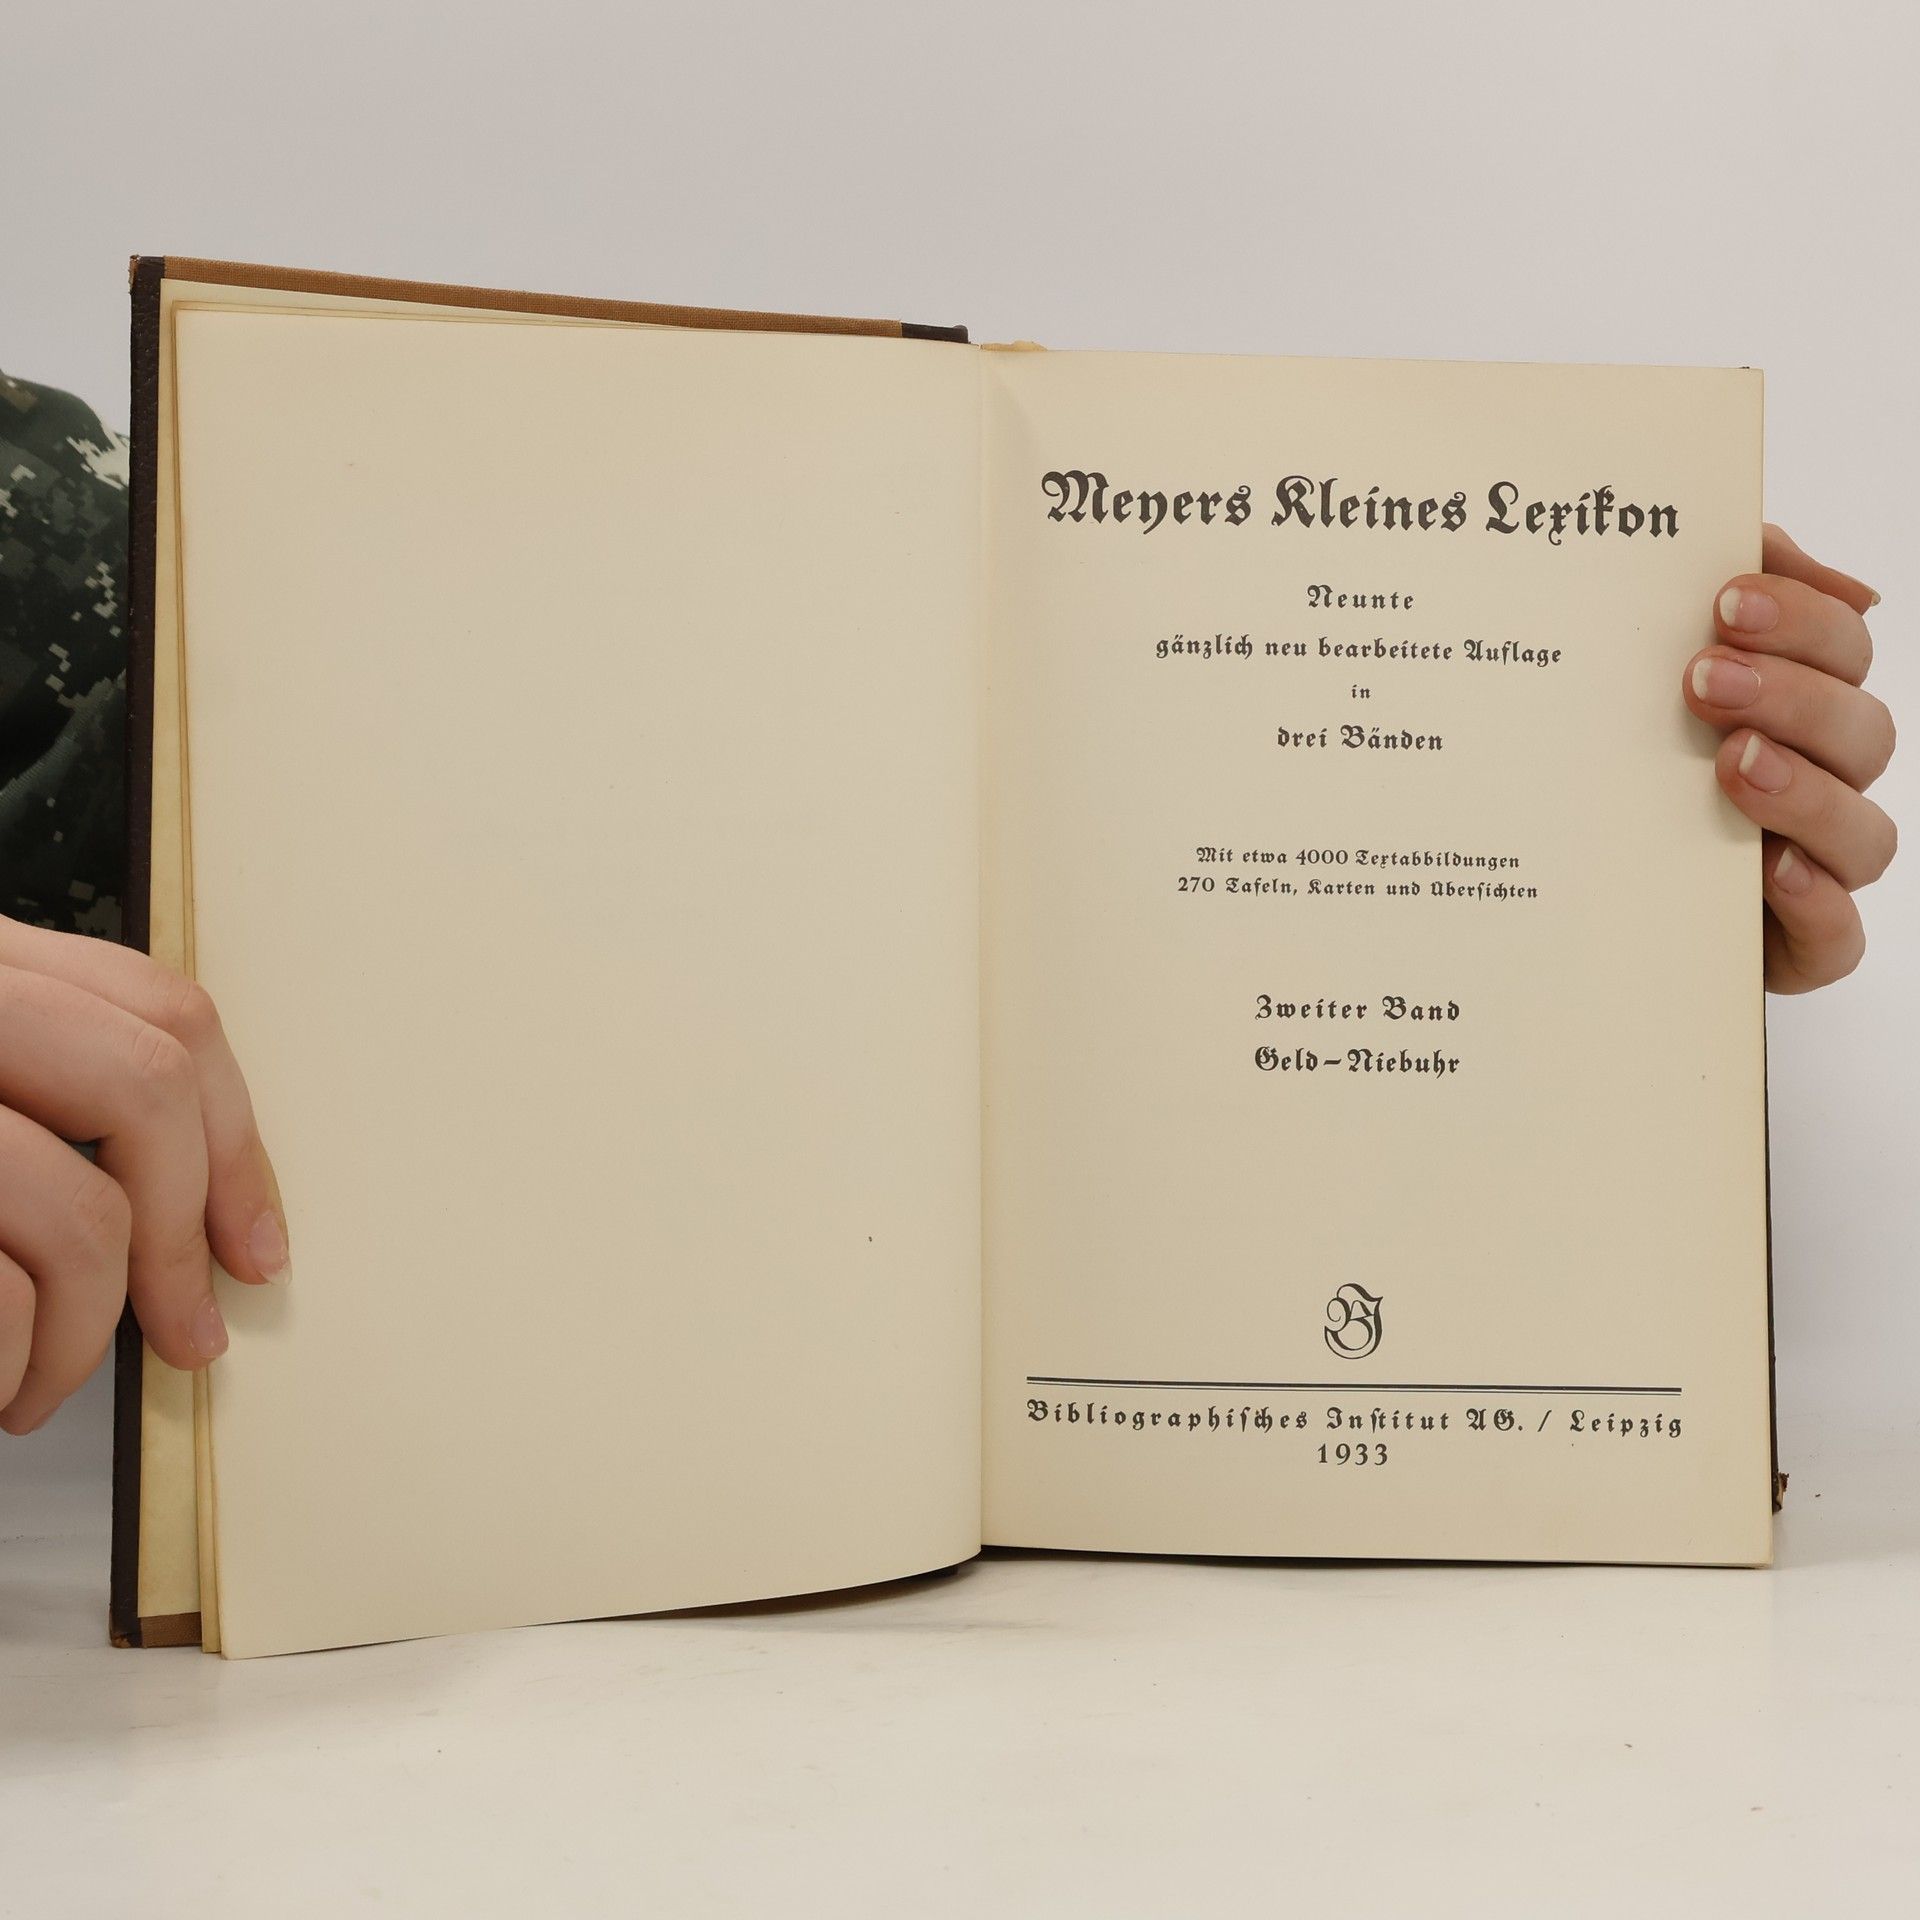 Meyers Kleines Lexikon
Neunte
gänzlich neu bearbeitete Auflage
in
drei Bänden
Mit etwa 4000 Textabbildungen
270 Tafeln, Karten und Überſichten
Zweiter Band
Geld–Niebuhr
BI
Bibliographiſches Inſtitut AG. / Leipzig
1933